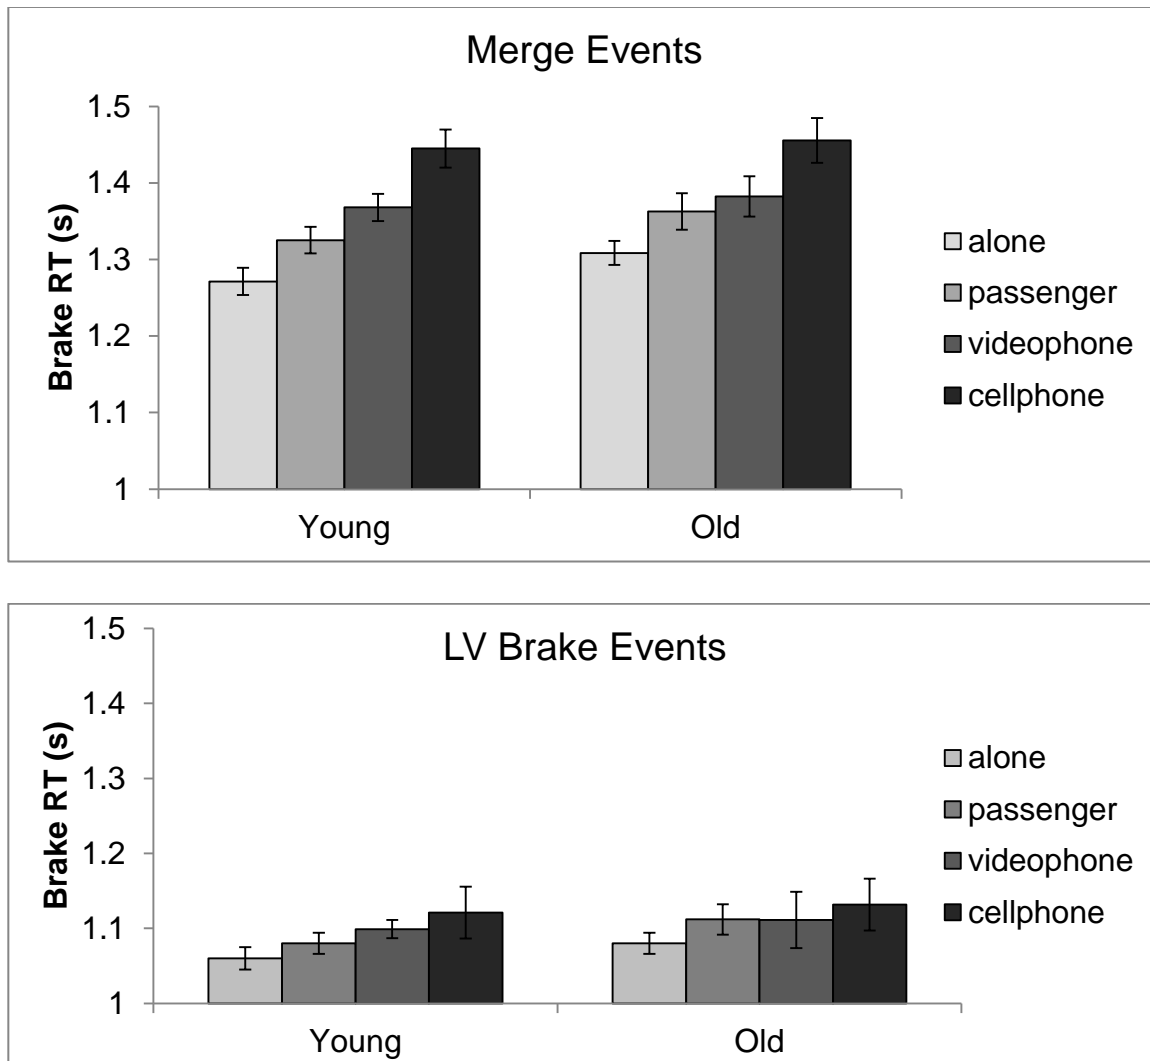 Merge Events
1.5
1.4
1.3
1.2
1.1
1
Brake RT (s)
Young Old
alone
passenger
videophone
cellphone
LV Brake Events
1.5
1.4
1.3
1.2
1.1
1
Brake RT (s)
Young Old
alone
passenger
videophone
cellphone